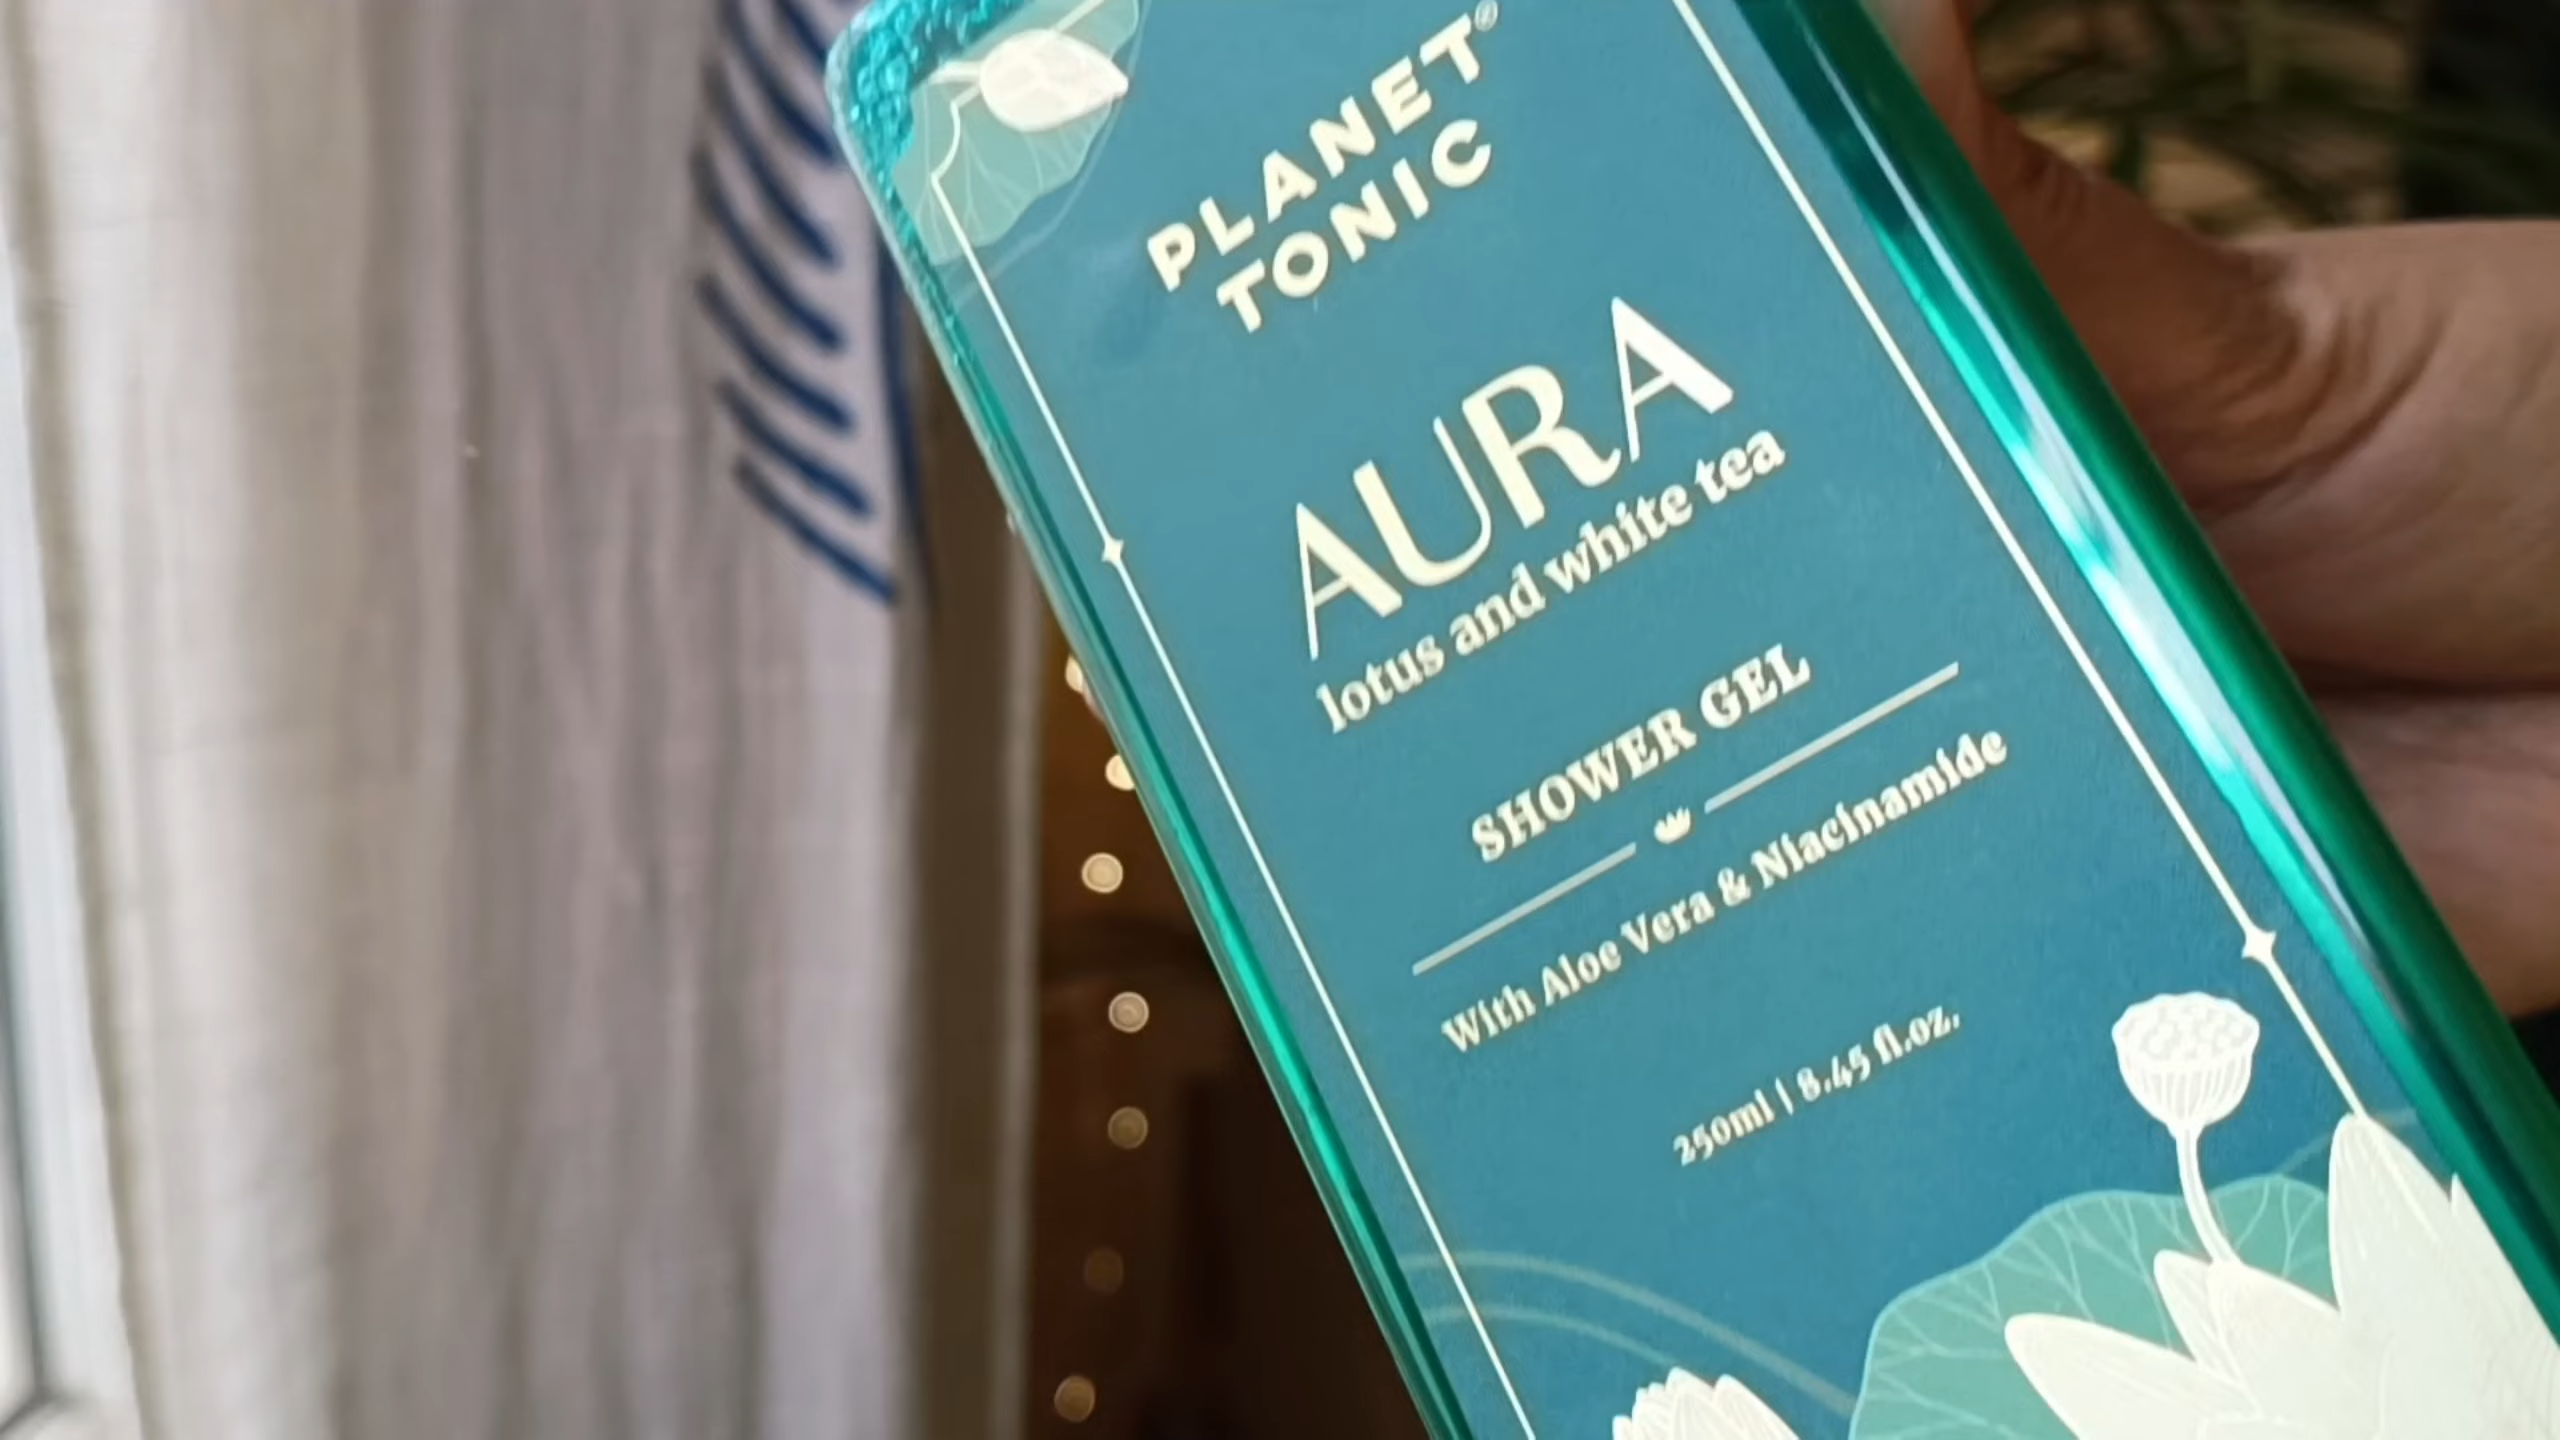 PLANET®
TONIC
AURA
lotus and white tea
SHOWER GEL
With Aloe Vera & Niacinamide
250ml | 8.45 fl.oz.